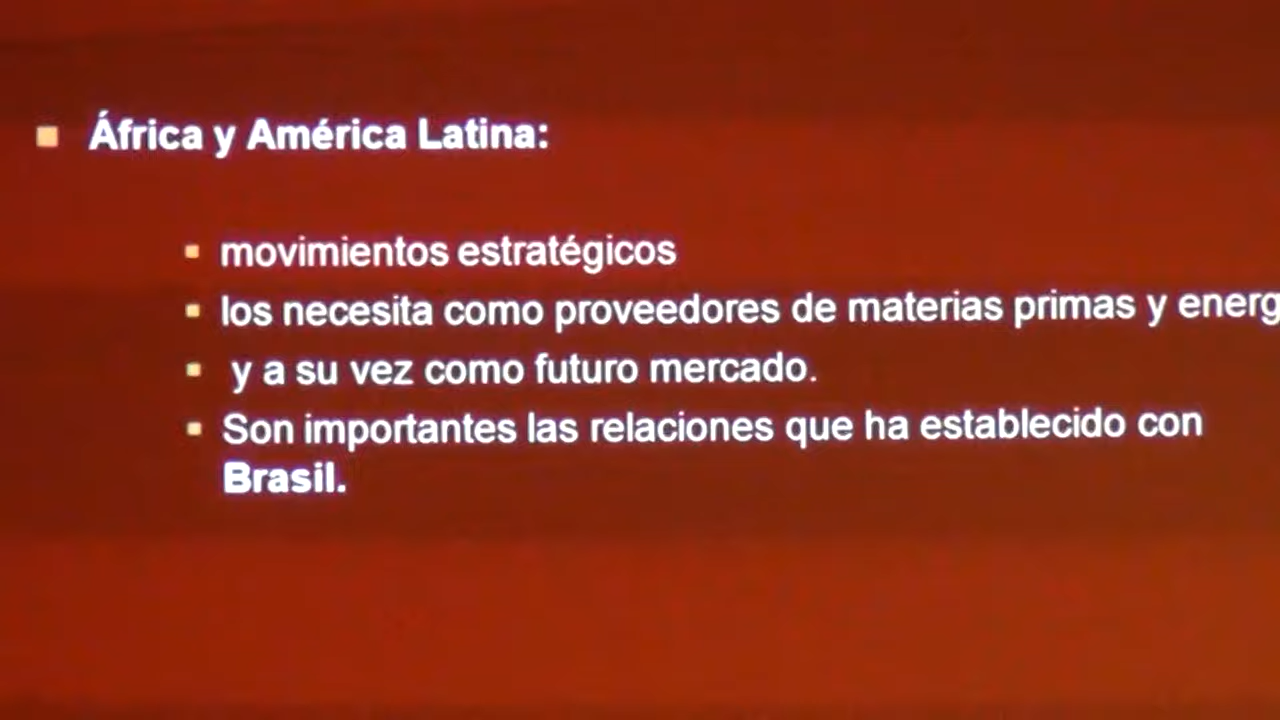 África y América Latina:
movimientos estratégicos
los necesita como proveedores de materias primas y energ
y a su vez como futuro mercado.
Son importantes las relaciones que ha establecido con
Brasil.